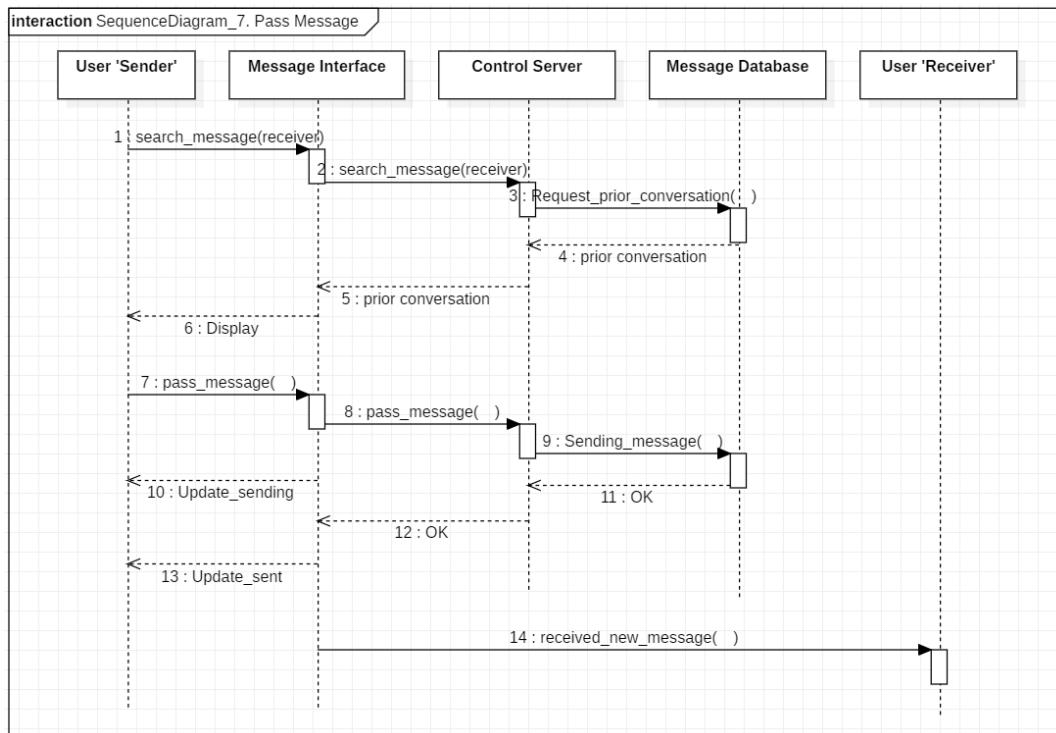 interaction SequenceDiagram_7. Pass Message
User 'Sender'
Message Interface
Control Server
Message Database
User 'Receiver'
1 : search_message(receiver)
2 : search_message(receiver)
3 : Request_prior_conversation( )
4 : prior conversation
5 : prior conversation
6 : Display
7 : pass_message( )
8 : pass_message( )
9 : Sending_message( )
10 : Update_sending
11 : OK
12 : OK
13 : Update_sent
14 : received_new_message( )